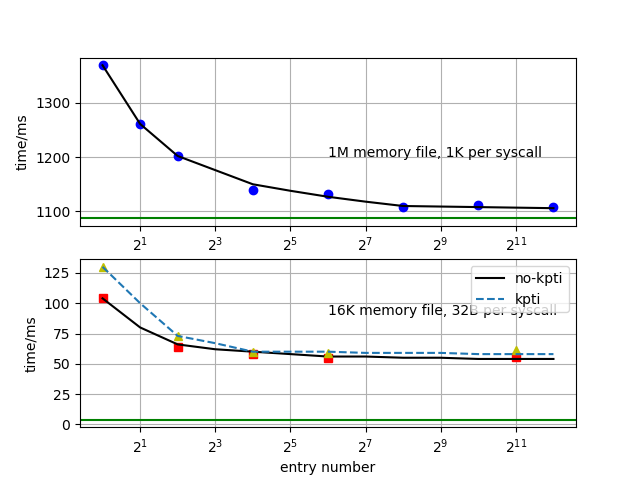 1300
1200
1100
time/ms
1M memory file, 1K per syscall
2^1 2^3 2^5 2^7 2^9 2^11
125
100
75
50
25
0
time/ms
no-kpti
kpti
16K memory file, 32B per syscall
2^1 2^3 2^5 2^7 2^9 2^11
entry number